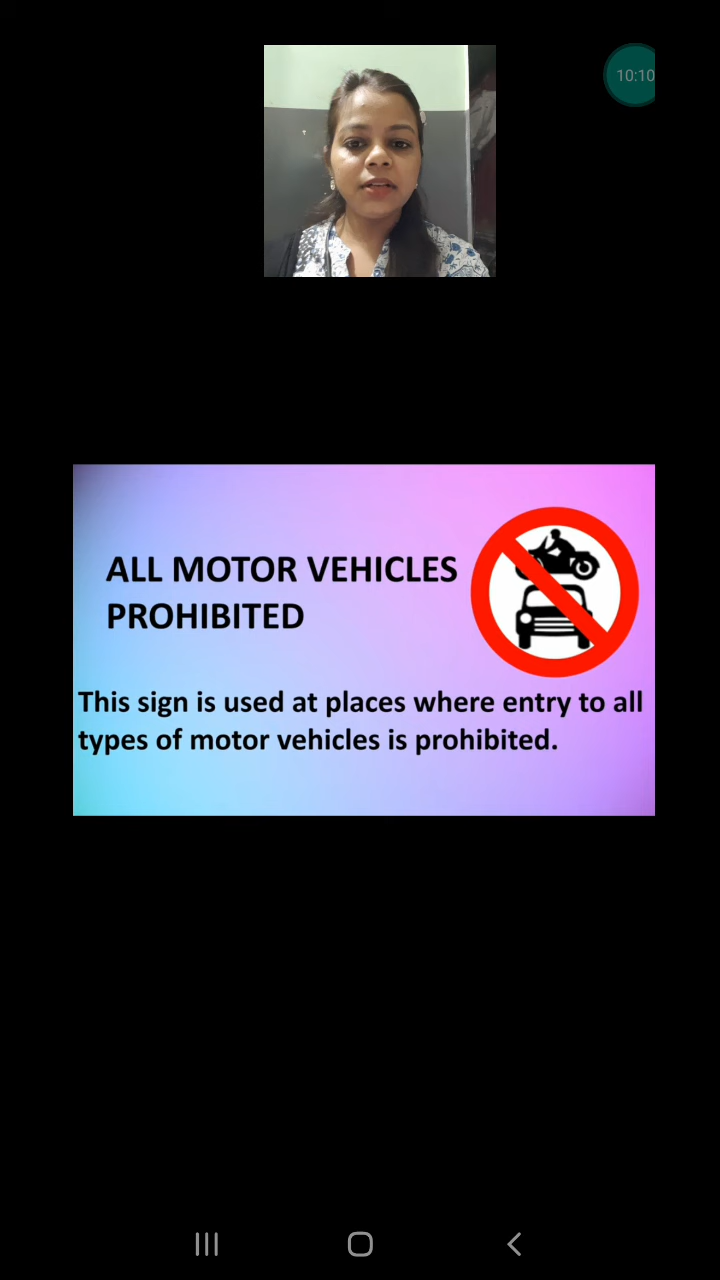 10:10
ALL MOTOR VEHICLES
PROHIBITED
This sign is used at places where entry to all
types of motor vehicles is prohibited.